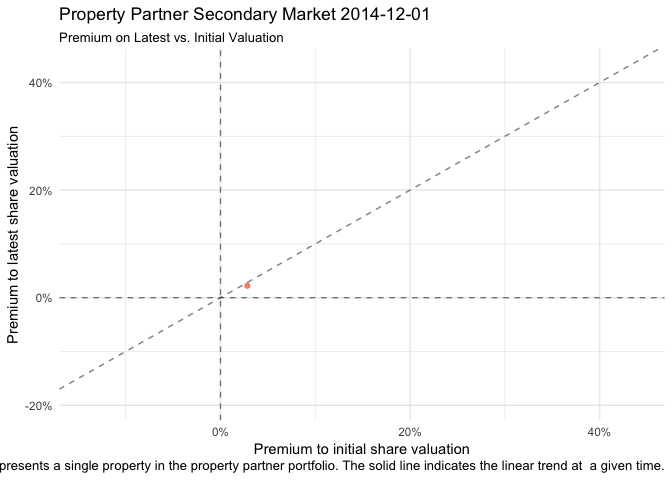 Property Partner Secondary Market 2014-12-01
Premium on Latest vs. Initial Valuation
Premium to latest share valuation
40%
20%
0%
-20%
0%
20%
40%
Premium to initial share valuation
presents a single property in the property partner portfolio. The solid line indicates the linear trend at  a given time.